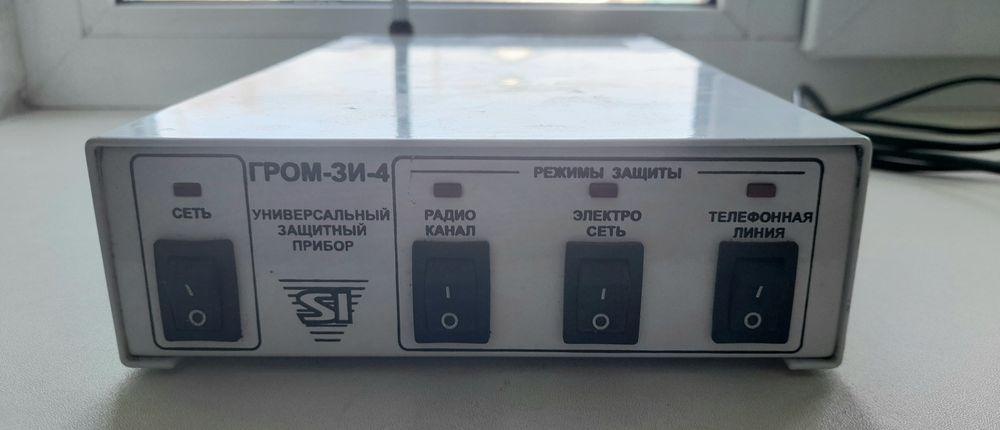 СЕТЬ
ГРОМ-ЗИ-4
УНИВЕРСАЛЬНЫЙ
ЗАЩИТНЫЙ
ПРИБОР
SI
РЕЖИМЫ ЗАЩИТЫ
РАДИО
КАНАЛ
ЭЛЕКТРО
СЕТЬ
ТЕЛЕФОННАЯ
ЛИНИЯ